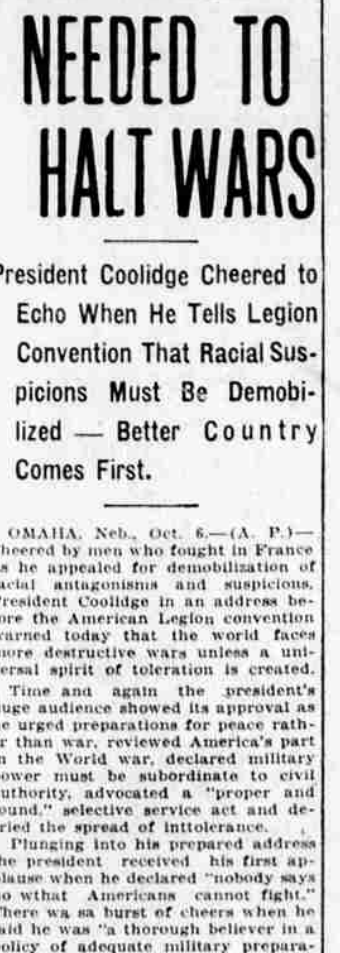 NEEDED TO
HALT WARS
President Coolidge Cheered to
Echo When He Tells Legion
Convention That Racial Sus-
picions Must Be Demobi-
lized — Better Country
Comes First.
OMAHA, Neb., Oct. 6.—(A. P.)—
heered by men who fought in France
s he appealed for demobilization of
acial antagonisms and suspicions,
resident Coolidge in an address be-
ore the American Legion convention
arned today that the world faces
nore destructive wars unless a uni-
ersal spirit of toleration is created.
Time and again the president's
uge audience showed its approval as
e urged preparations for peace rath-
r than war, reviewed America's part
n the World war, declared military
ower must be subordinate to civil
uthority, advocated a "proper and
ound," selective service act and de-
ried the spread of inttolerance.
Plunging into his prepared address
he president received his first ap-
lause when he declared "nobody says
o wthat Americans cannot fight."
here wa sa burst of cheers when he
aid he was "a thorough believer in a
olicy of adequate military prepara-